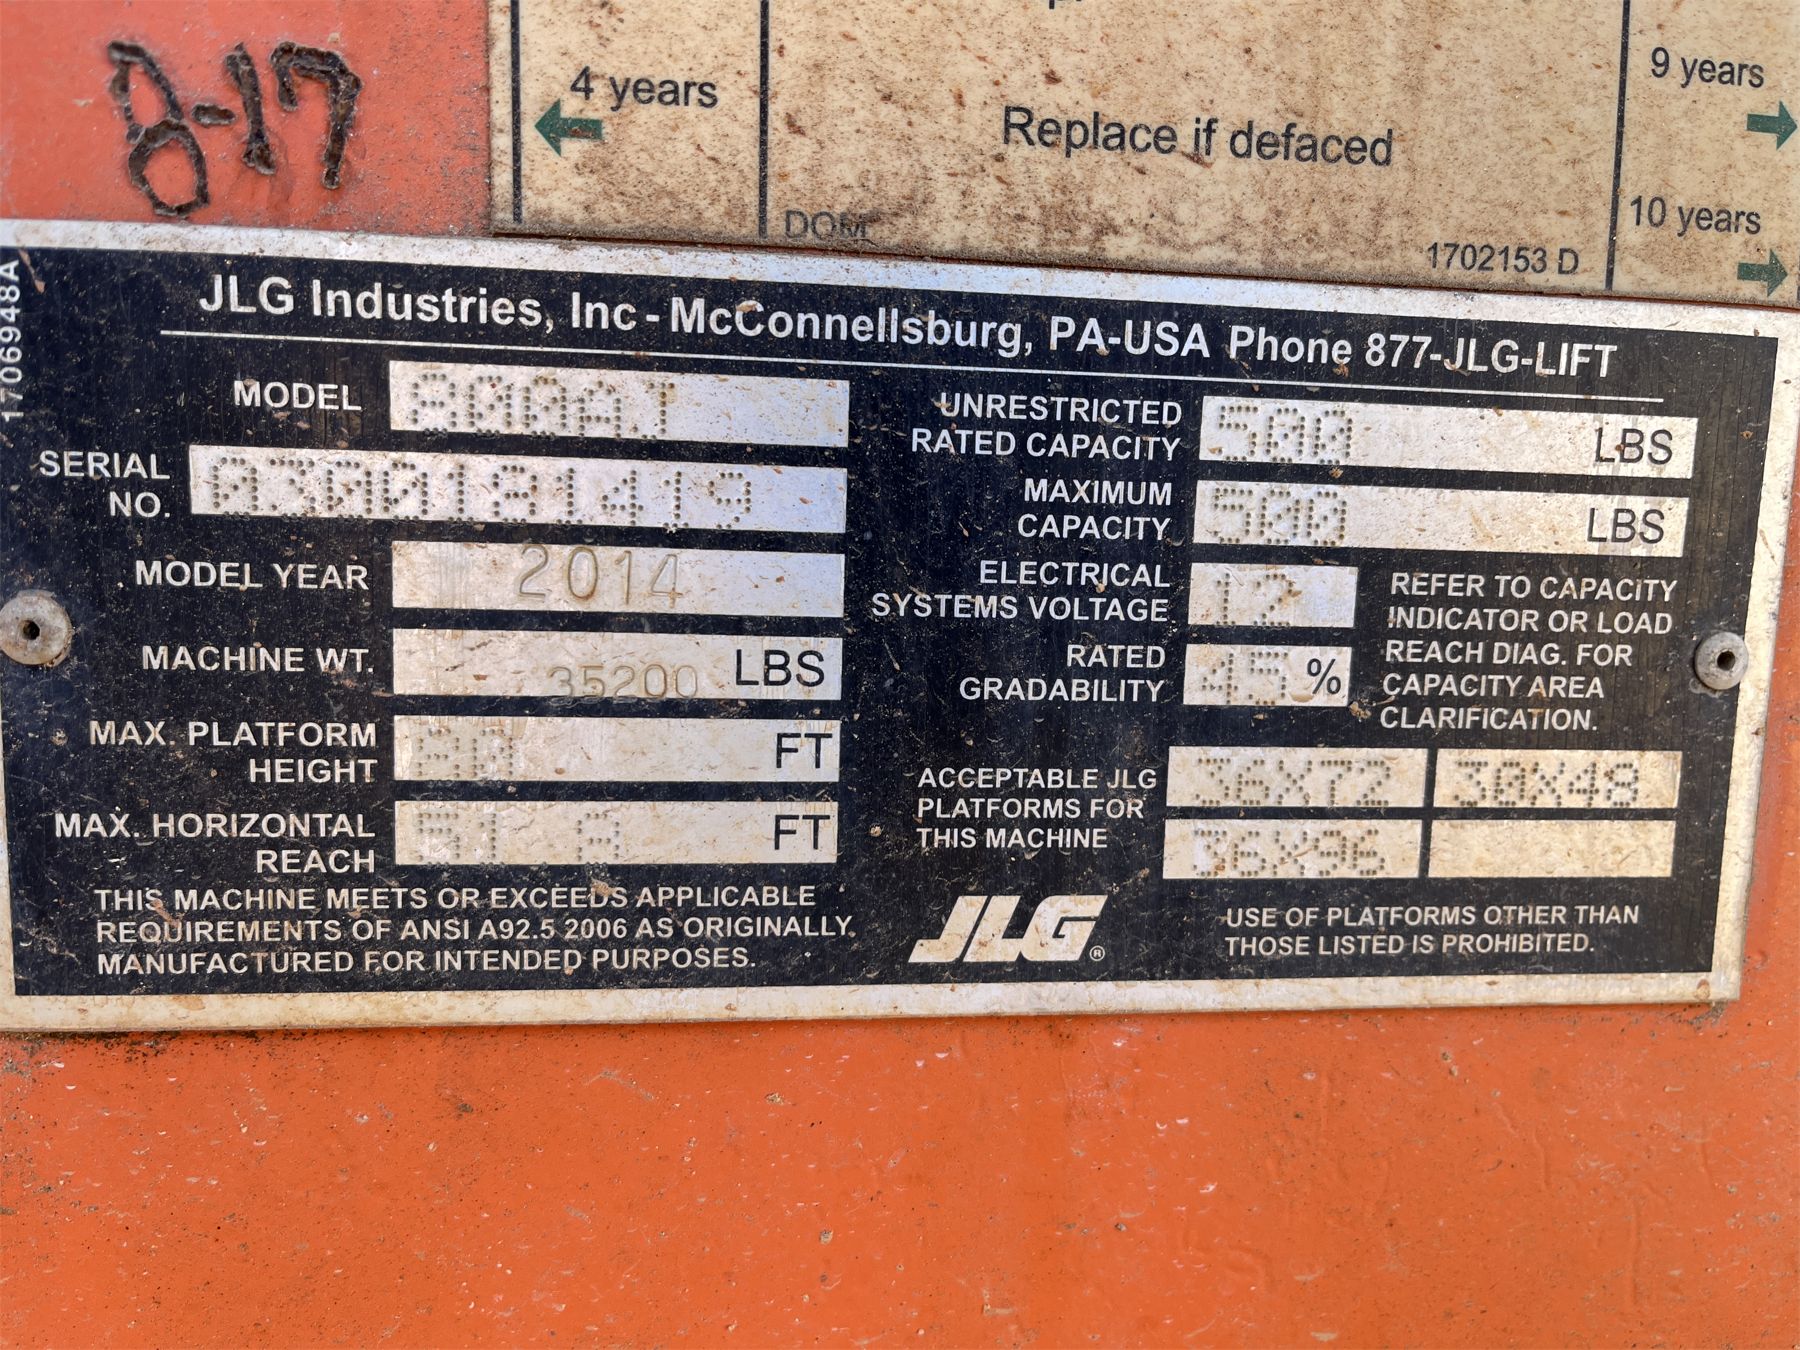 8-17
4 years
Replace if defaced
9 years
10 years
DOM
1702153 D
1706948A
JLG Industries, Inc - McConnellsburg, PA-USA Phone 877-JLG-LIFT
MODEL 800AJ
SERIAL NO. 0300181419
MODEL YEAR 2014
MACHINE WT. 35200 LBS
MAX. PLATFORM HEIGHT 80 FT
MAX. HORIZONTAL REACH 51 8 FT
THIS MACHINE MEETS OR EXCEEDS APPLICABLE
REQUIREMENTS OF ANSI A92.5 2006 AS ORIGINALLY
MANUFACTURED FOR INTENDED PURPOSES.
UNRESTRICTED RATED CAPACITY 500 LBS
MAXIMUM CAPACITY 500 LBS
ELECTRICAL SYSTEMS VOLTAGE 12
RATED GRADABILITY 45 %
REFER TO CAPACITY
INDICATOR OR LOAD
REACH DIAG. FOR
CAPACITY AREA
CLARIFICATION.
ACCEPTABLE JLG
PLATFORMS FOR
THIS MACHINE
36X72 30X48
36X96
JLG®
USE OF PLATFORMS OTHER THAN
THOSE LISTED IS PROHIBITED.